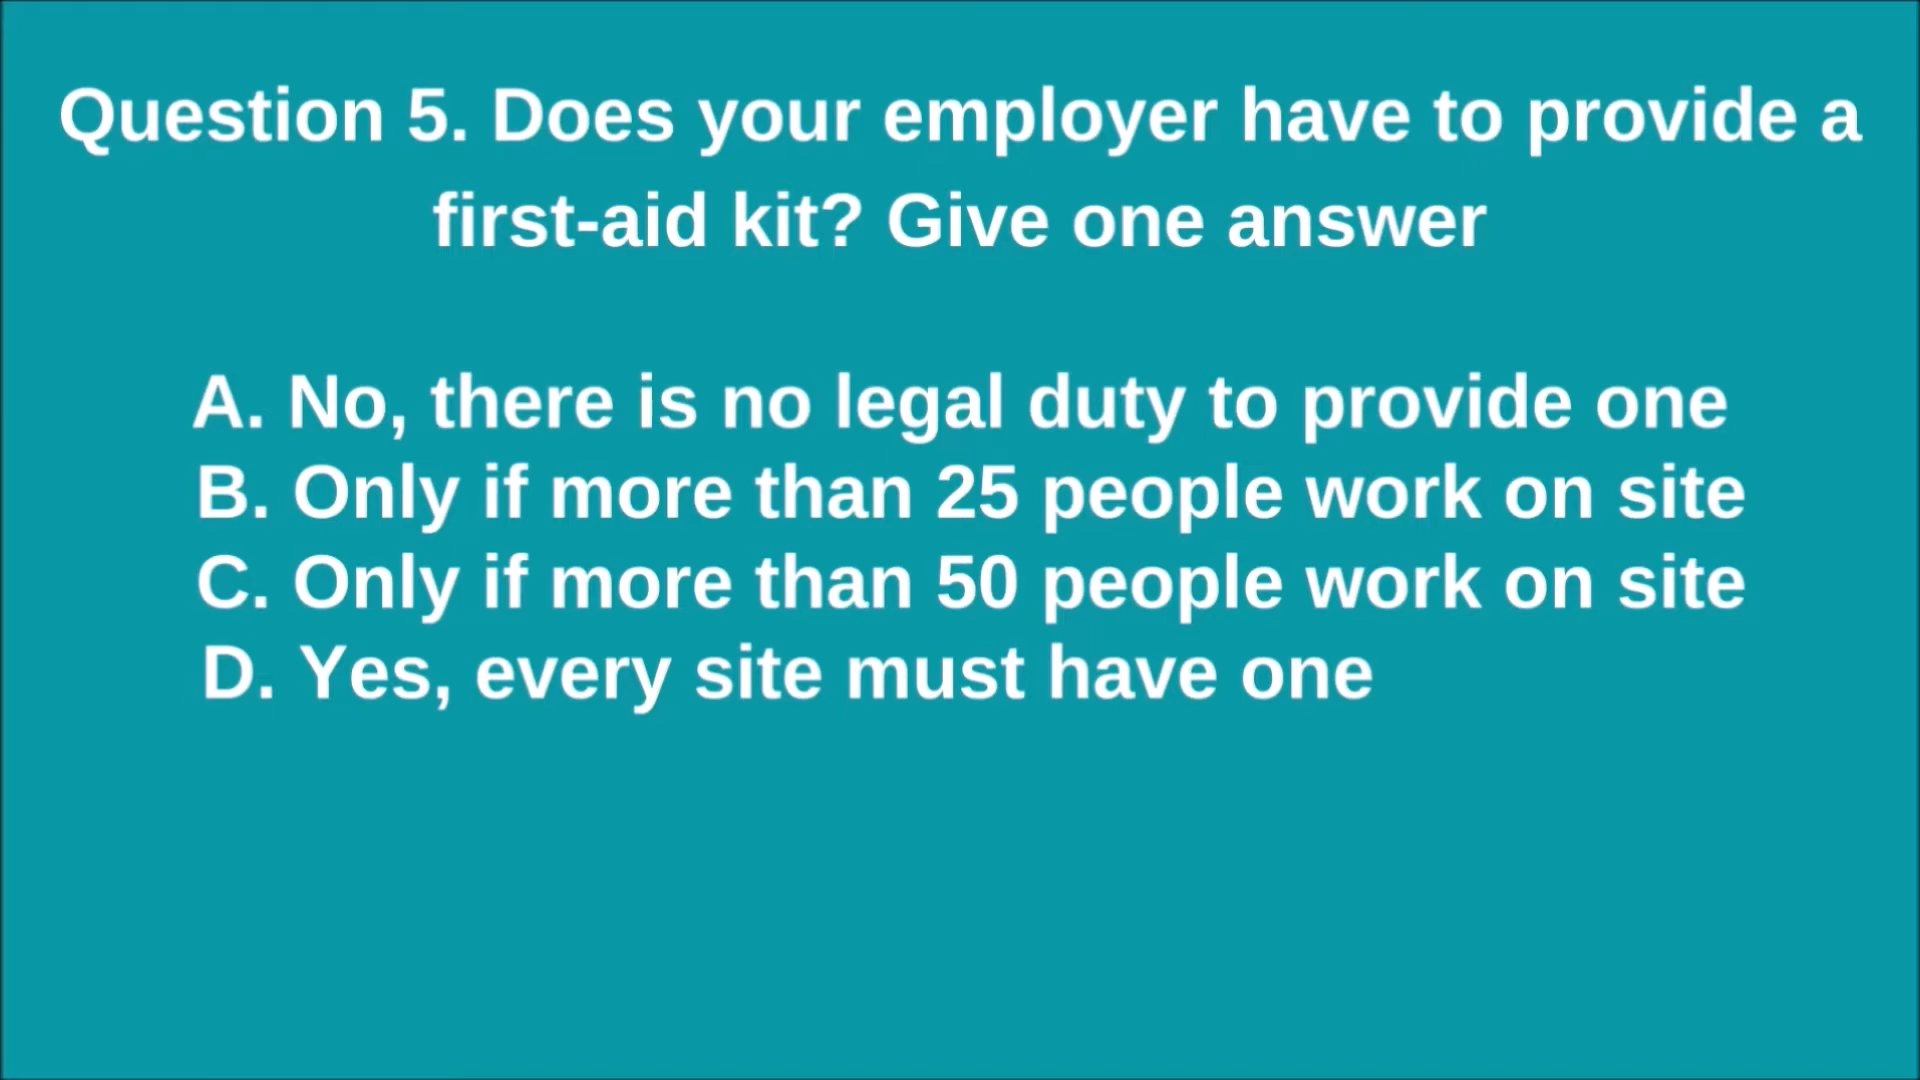 Question 5. Does your employer have to provide a
first-aid kit? Give one answer
A. No, there is no legal duty to provide one
B. Only if more than 25 people work on site
C. Only if more than 50 people work on site
D. Yes, every site must have one